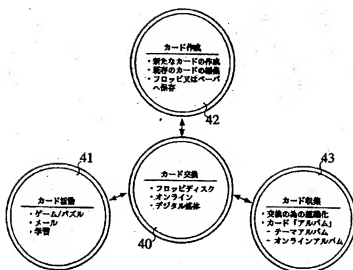 カード作成
・新たなカードの作成
・既存のカードの編集
・フロッピ又はペーパ
へ保存
42
41
カード活動
・ゲーム/パズル
・メール
・学習
カード交換
・フロッピディスク
・オンライン
・デジタル媒体
40
43
カード収集
・交換の為の組織化
・カード「アルバム」
－テーマアルバム
－オンラインアルバム